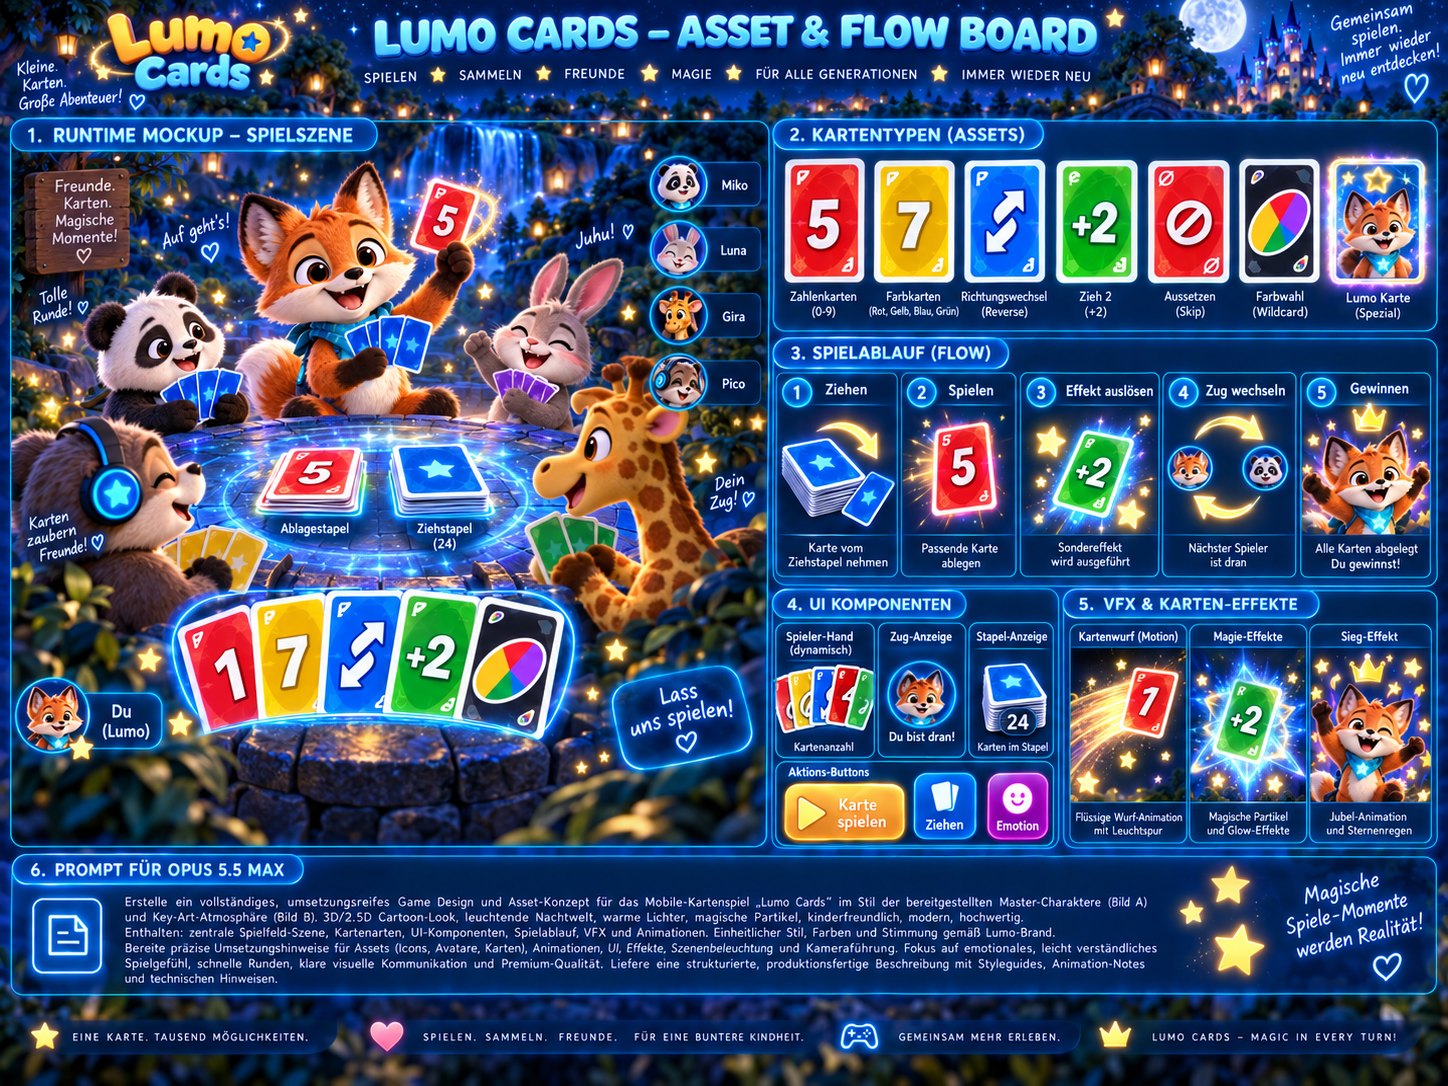 Lumo
Cards
Kleine.
Karten.
Große Abenteuer!
LUMO CARDS – ASSET & FLOW BOARD
SPIELEN SAMMELN FREUNDE MAGIE FÜR ALLE GENERATIONEN IMMER WIEDER NEU
Gemeinsam
spielen.
Immer wieder
neu entdecken!
1. RUNTIME MOCKUP – SPIELSZENE
Freunde.
Karten.
Magische
Momente!
Auf geht's!
Tolle
Runde!
Juhu!
5
Miko
Luna
Gira
Pico
Dein
Zug!
Karten
zaubern
Freunde!
5
Ablagestapel
Ziehstapel
(24)
1
7
+2
Du
(Lumo)
Lass
uns spielen!
2. KARTENTYPEN (ASSETS)
5
7
+2
Zahlenkarten
(0-9)
Farbkarten
(Rot, Gelb, Blau, Grün)
Richtungswechsel
(Reverse)
Zieh 2
(+2)
Aussetzen
(Skip)
Farbwahl
(Wildcard)
Lumo Karte
(Spezial)
3. SPIELABLAUF (FLOW)
1 Ziehen
Karte vom
Ziehstapel nehmen
2 Spielen
5
Passende Karte
ablegen
3 Effekt auslösen
+2
Sondereffekt
wird ausgeführt
4 Zug wechseln
Nächster Spieler
ist dran
5 Gewinnen
Alle Karten abgelegt
Du gewinnst!
4. UI KOMPONENTEN
Spieler-Hand
(dynamisch)
Kartenanzahl
Zug-Anzeige
Du bist dran!
Stapel-Anzeige
24
Karten im Stapel
Aktions-Buttons
Karte
spielen
Ziehen
Emotion
5. VFX & KARTEN-EFFEKTE
Kartenwurf (Motion)
1
Flüssige Wurf-Animation
mit Leuchtspur
Magie-Effekte
+2
Magische Partikel
und Glow-Effekte
Sieg-Effekt
Jubel-Animation
und Sternenregen
6. PROMPT FÜR OPUS 5.5 MAX
Erstelle ein vollständiges, umsetzungsreifes Game Design und Asset-Konzept für das Mobile-Kartenspiel „Lumo Cards" im Stil der bereitgestellten Master-Charaktere (Bild A)
und Key-Art-Atmosphäre (Bild B). 3D/2.5D Cartoon-Look, leuchtende Nachtwelt, warme Lichter, magische Partikel, kinderfreundlich, modern, hochwertig.
Enthalten: zentrale Spielfeld-Szene, Kartenarten, UI-Komponenten, Spielablauf, VFX und Animationen. Einheitlicher Stil, Farben und Stimmung gemäß Lumo-Brand.
Bereite präzise Umsetzungshinweise für Assets (Icons, Avatare, Karten), Animationen, UI, Effekte, Szenenbeleuchtung und Kameraführung. Fokus auf emotionales, leicht verständliches
Spielgefühl, schnelle Runden, klare visuelle Kommunikation und Premium-Qualität. Liefere eine strukturierte, produktionsfertige Beschreibung mit Styleguides, Animation-Notes
und technischen Hinweisen.
Magische
Spiele-Momente
werden Realität!
EINE KARTE. TAUSEND MÖGLICHKEITEN.
SPIELEN. SAMMELN. FREUNDE. FÜR EINE BUNTERE KINDHEIT.
GEMEINSAM MEHR ERLEBEN.
LUMO CARDS – MAGIC IN EVERY TURN!